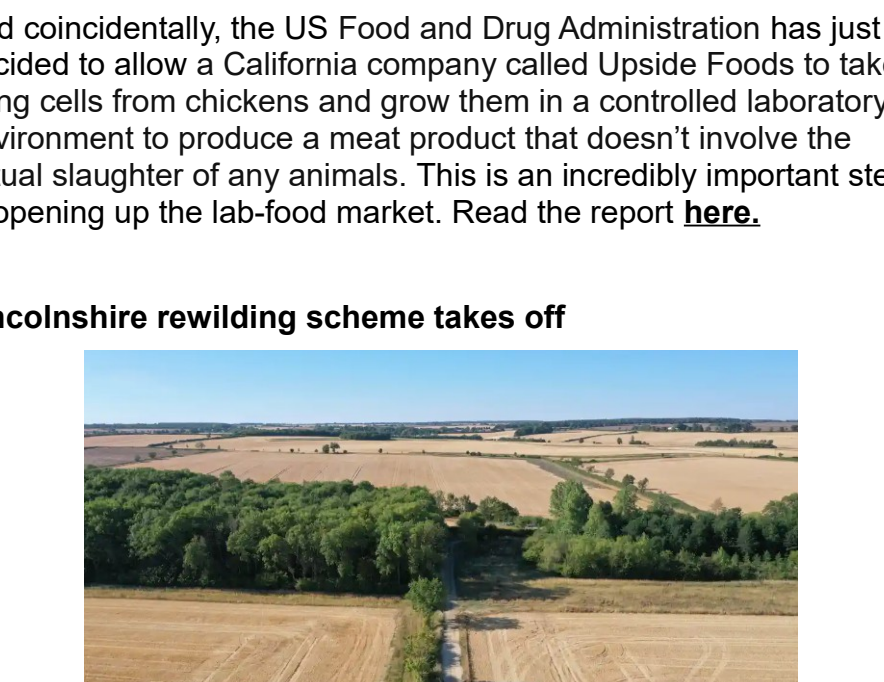 d coincidentally, the US Food and Drug Administration has just
cided to allow a California company called Upside Foods to tak
ng cells from chickens and grow them in a controlled laboratory
vironment to produce a meat product that doesn’t involve the
tual slaughter of any animals. This is an incredibly important ste
opening up the lab-food market. Read the report here.
ncolnshire rewilding scheme takes off